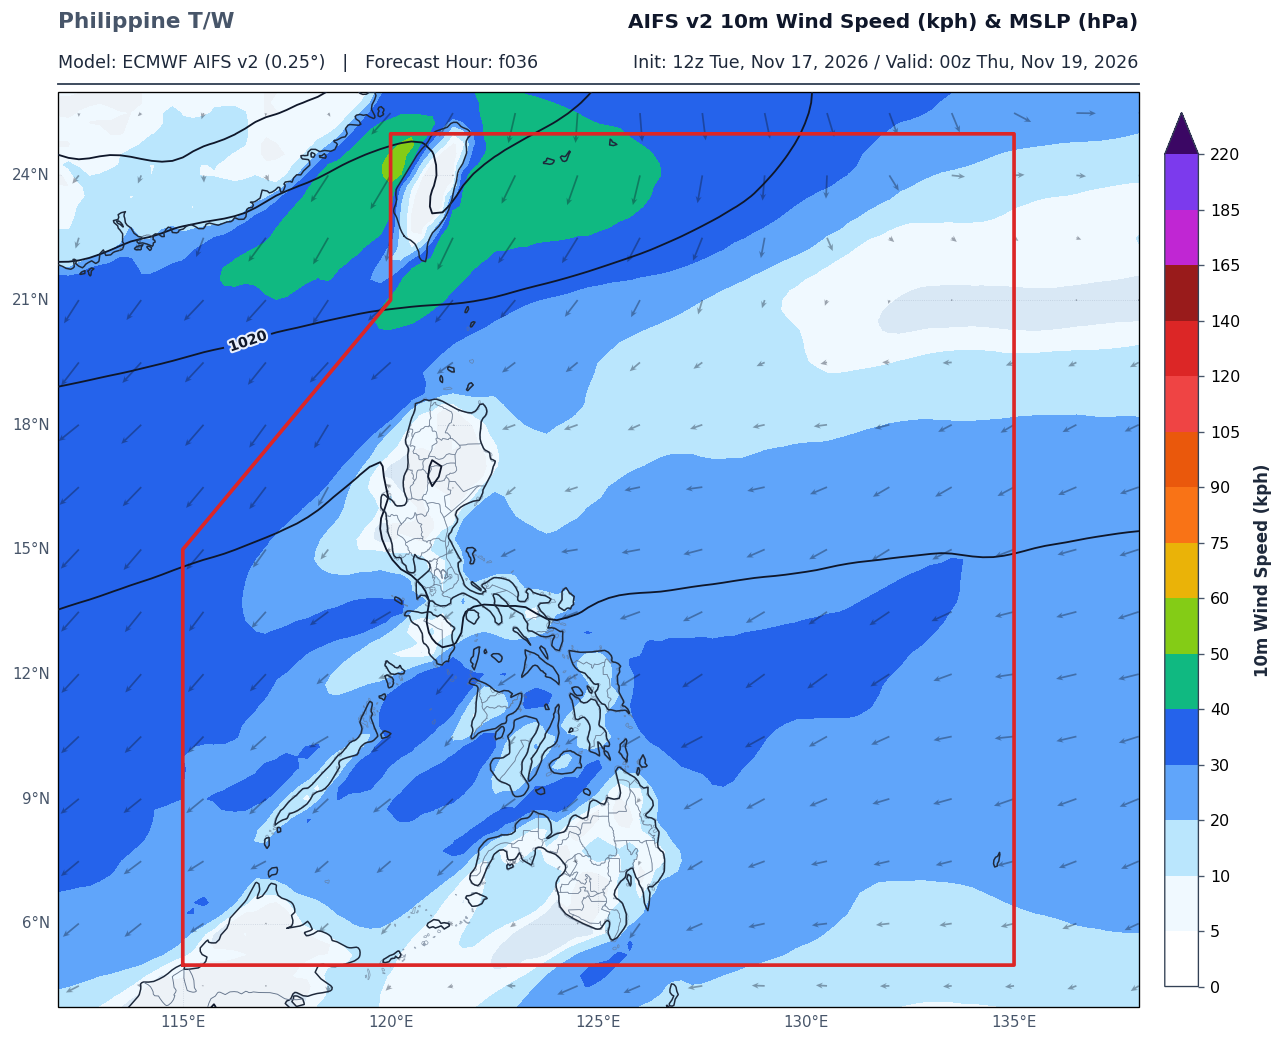 Philippine T/W
AIFS v2 10m Wind Speed (kph) & MSLP (hPa)
Model: ECMWF AIFS v2 (0.25°) | Forecast Hour: f036
Init: 12z Tue, Nov 17, 2026 / Valid: 00z Thu, Nov 19, 2026
24°N
21°N
18°N
15°N
12°N
9°N
6°N
1020
115°E
120°E
125°E
130°E
135°E
220
185
165
140
120
105
90
75
60
50
40
30
20
10
5
0
10m Wind Speed (kph)